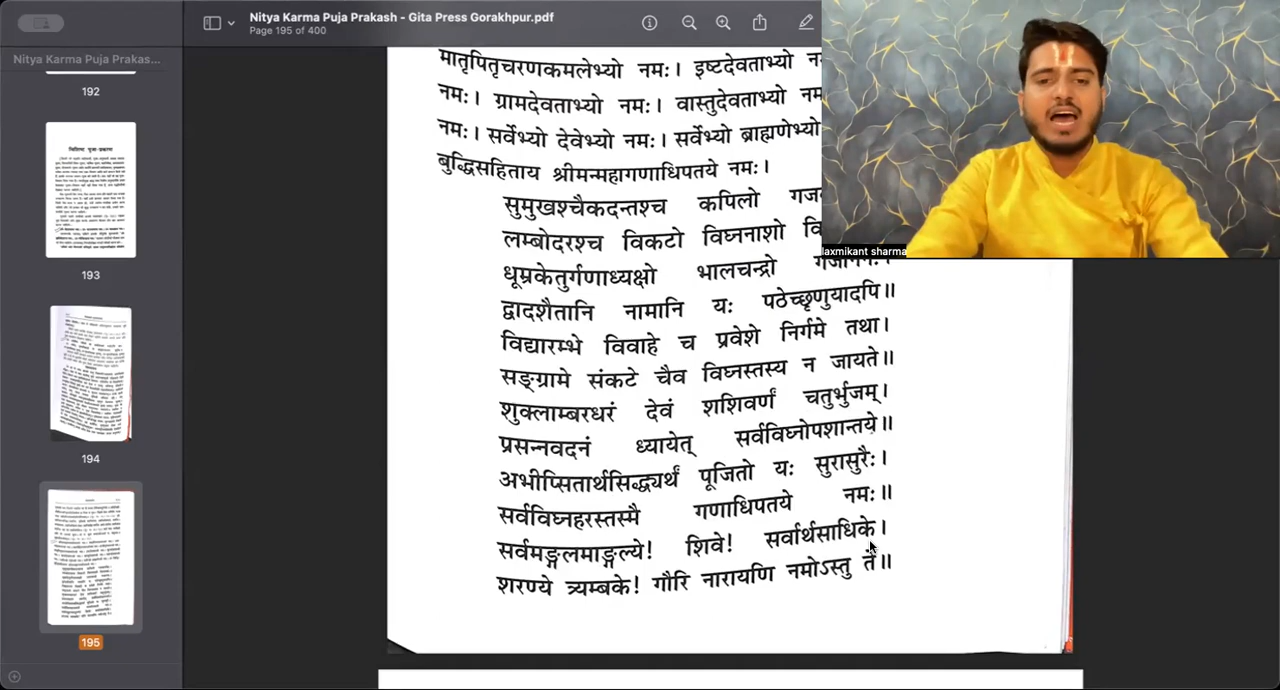 Nitya Karma Puja Prakash - Gita Press Gorakhpur.pdf
Page 195 of 400
Nitya Karma Puja Prakas...
192
193
194
195
मातृपितृचरणकमलेभ्यो नमः। इष्टदेवताभ्यो
नमः। ग्रामदेवताभ्यो नमः। वास्तुदेवताभ्यो
नमः। सर्वेभ्यो देवेभ्यो नमः। सर्वेभ्यो ब्राह्मणेभ्यो
बुद्धिसहिताय श्रीमन्महागणाधिपतये नमः।
सुमुखश्चैकदन्तश्च कपिलो
लम्बोदरश्च विकटो विघ्ननाशो
धूम्रकेतुर्गणाध्यक्षो भालचन्द्रो गजाननः।
द्वादशैतानि नामानि यः पठेच्छृणुयादपि॥
विद्यारम्भे विवाहे च प्रवेशे निर्गमे तथा।
सङ्ग्रामे संकटे चैव विघ्नस्तस्य न जायते॥
शुक्लाम्बरधरं देवं शशिवर्णं चतुर्भुजम्।
प्रसन्नवदनं ध्यायेत् सर्वविघ्नोपशान्तये॥
अभीप्सितार्थसिद्ध्यर्थं पूजितो यः सुरासुरैः।
सर्वविघ्नहरस्तस्मै गणाधिपतये नमः॥
सर्वमङ्गलमाङ्गल्ये! शिवे! सर्वार्थसाधिके।
शरण्ये त्र्यम्बके! गौरि नारायणि नमोऽस्तु ते॥
laxmikant sharma